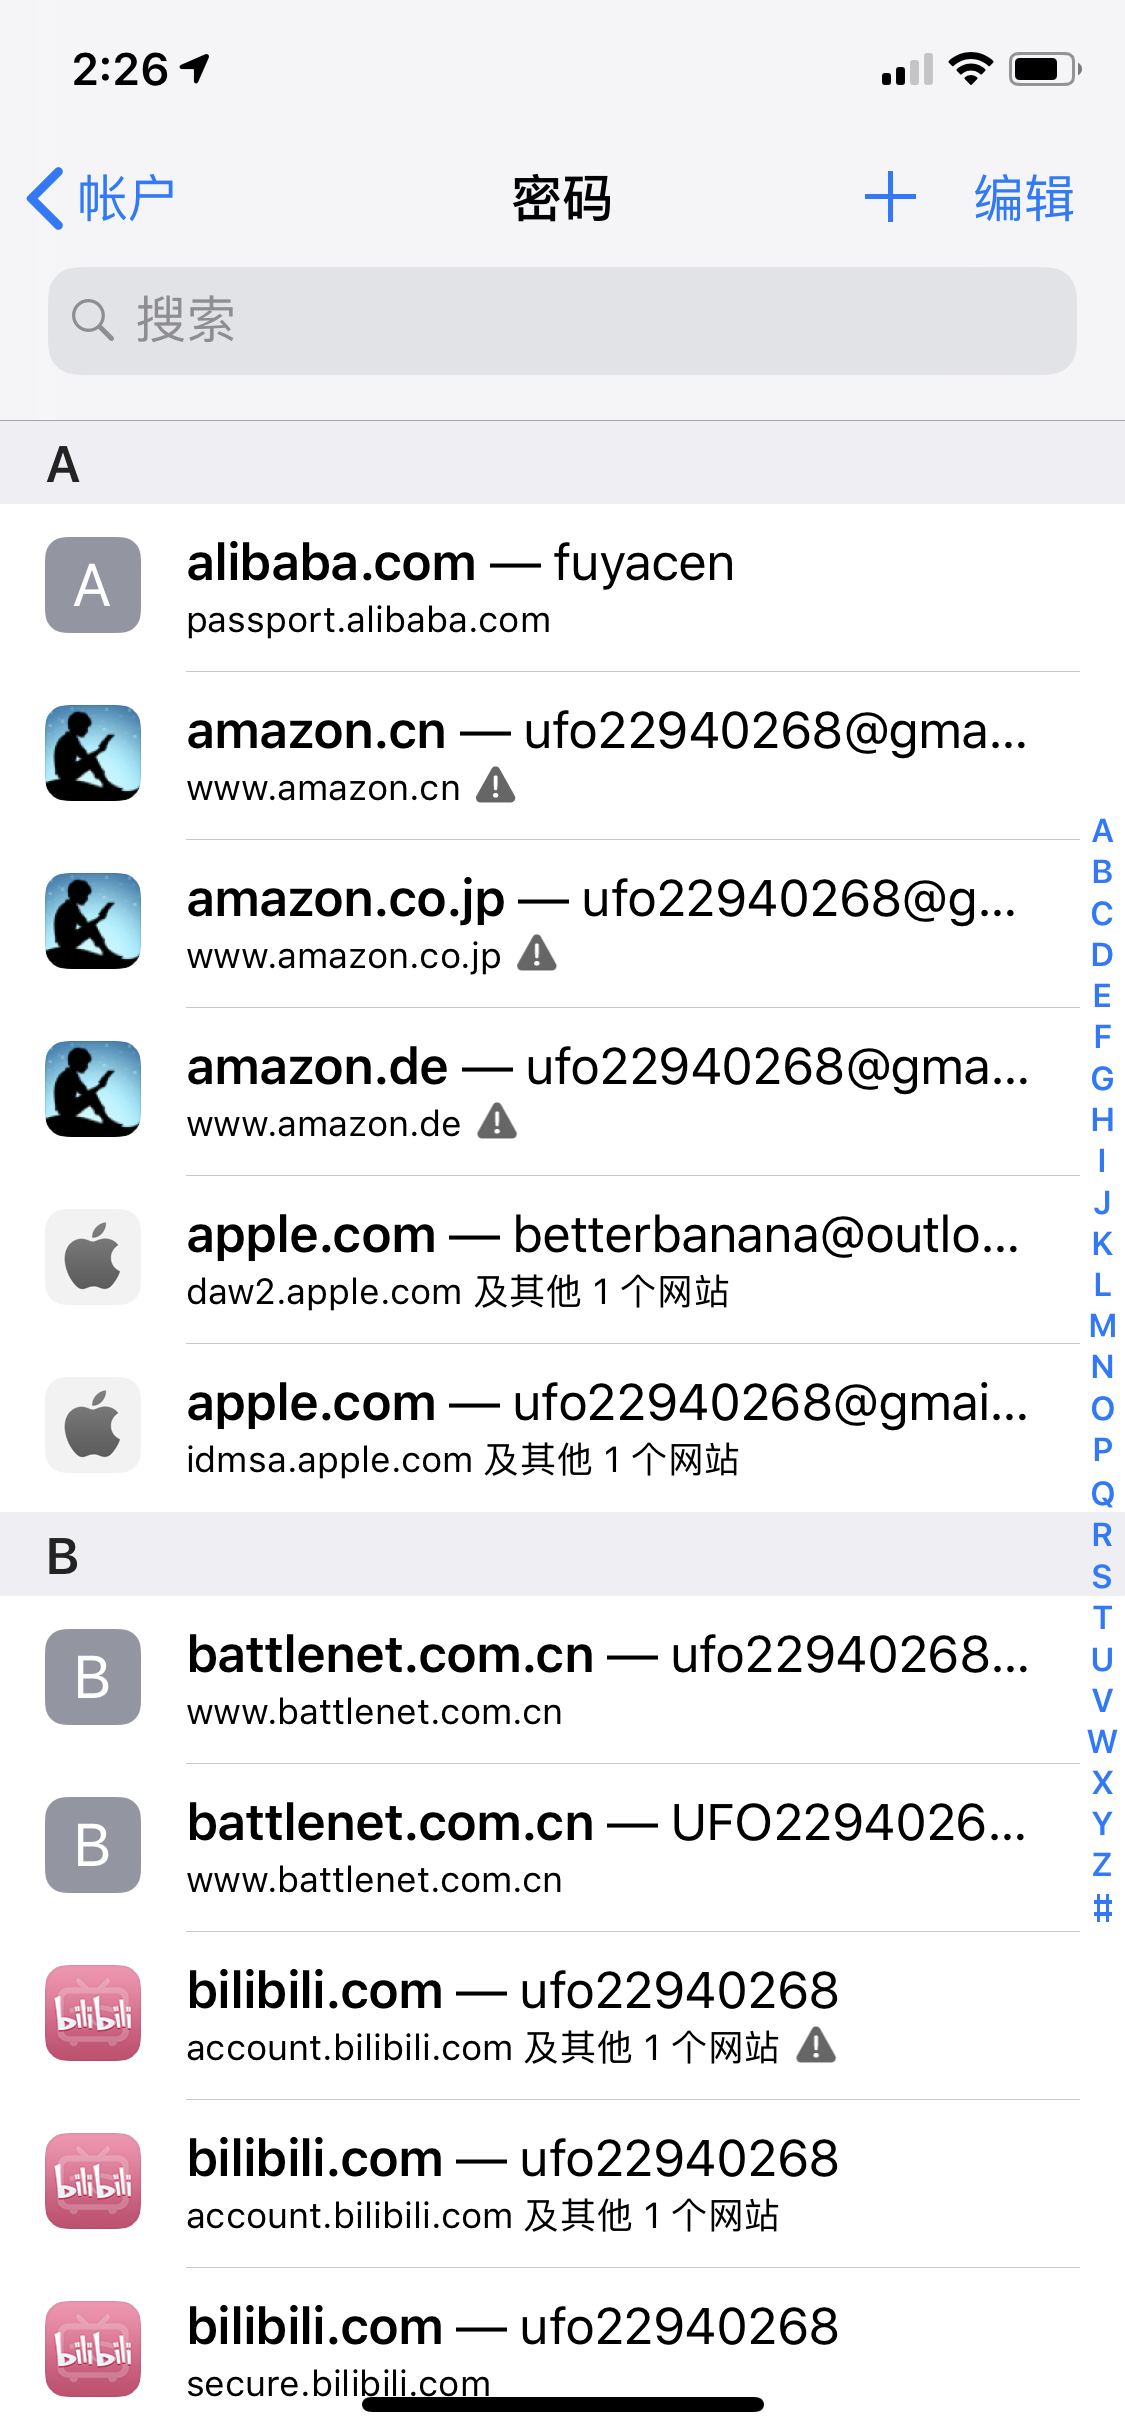 2:26
帐户
密码
编辑
搜索
A
A
alibaba.com — fuyacen
passport.alibaba.com
amazon.cn — ufo22940268@gma...
www.amazon.cn
amazon.co.jp — ufo22940268@g...
www.amazon.co.jp
amazon.de — ufo22940268@gma...
www.amazon.de
apple.com — betterbanana@outlo...
daw2.apple.com 及其他 1 个网站
apple.com — ufo22940268@gmai...
idmsa.apple.com 及其他 1 个网站
B
B
battlenet.com.cn — ufo22940268...
www.battlenet.com.cn
B
battlenet.com.cn — UFO2294026...
www.battlenet.com.cn
bilibili
bilibili.com — ufo22940268
account.bilibili.com 及其他 1 个网站
bilibili
bilibili.com — ufo22940268
account.bilibili.com 及其他 1 个网站
bilibili
bilibili.com — ufo22940268
secure.bilibili.com
A
B
C
D
E
F
G
H
I
J
K
L
M
N
O
P
Q
R
S
T
U
V
W
X
Y
Z
#